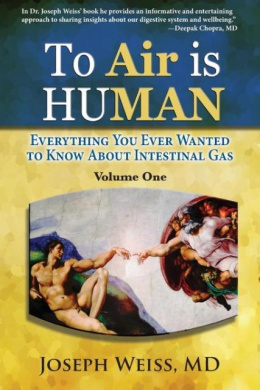 In Dr. Joseph Weiss' book he provides an informative and entertaining
approach to sharing insights about our digestive system and wellbeing."
—Deepak Chopra, MD
To Air is
HUMAN
EVERYTHING YOU EVER WANTED
TO KNOW ABOUT INTESTINAL GAS
Volume One
JOSEPH WEISS, MD